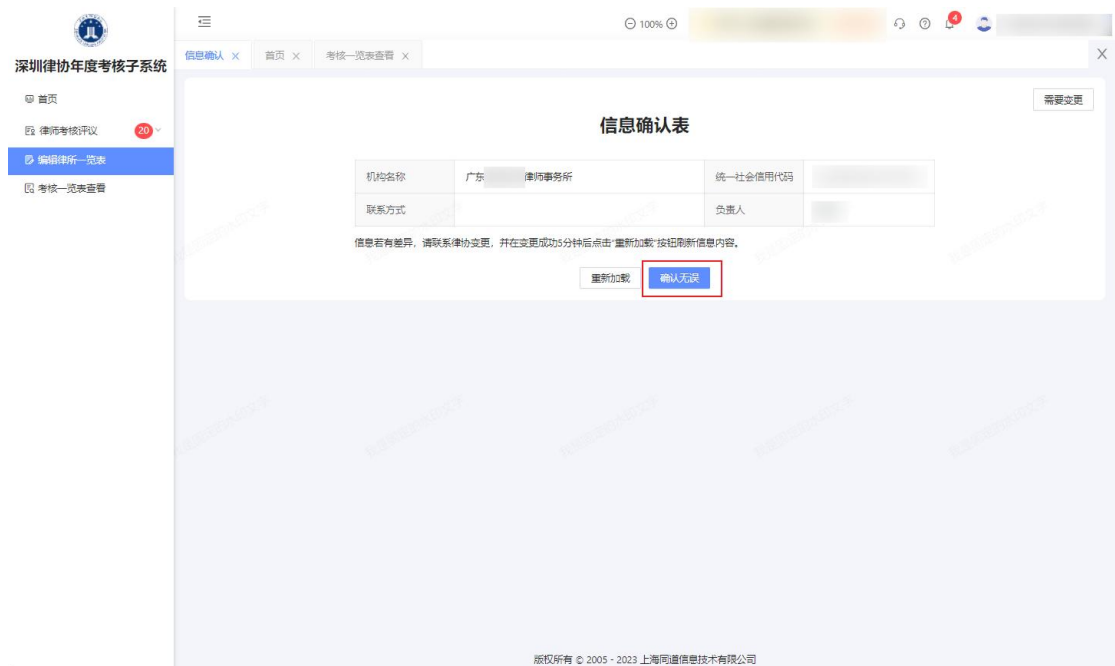 100%
4
深圳律协年度考核子系统
信息确认 首页 考核一览表查看
首页
需要变更
律师考核评议 20
信息确认表
编辑律所一览表
机构名称 广东 律师事务所 统一社会信用代码
考核一览表查看
联系方式 负责人
信息若有差异，请联系律协变更，并在变更成功5分钟后点击“重新加载”按钮刷新信息内容。
重新加载 确认无误
版权所有 © 2005 - 2023 上海同道信息技术有限公司